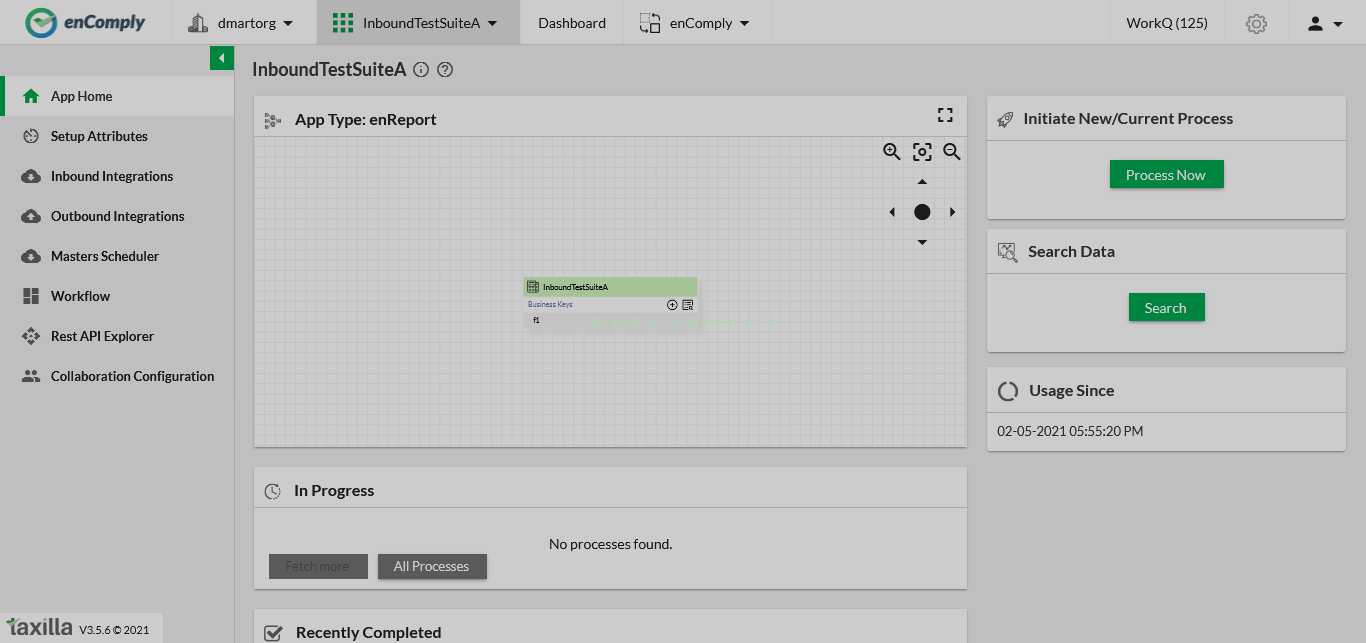 enComply
dmartorg
InboundTestSuiteA
Dashboard
enComply
WorkQ (125)
InboundTestSuiteA
App Home
Setup Attributes
Inbound Integrations
Outbound Integrations
Masters Scheduler
Workflow
Rest API Explorer
Collaboration Configuration
App Type: enReport
InboundTestSuiteA
Business Keys
f1
Initiate New/Current Process
Process Now
Search Data
Search
Usage Since
02-05-2021 05:55:20 PM
In Progress
No processes found.
Fetch more
All Processes
Recently Completed
taxilla V3.5.6 © 2021